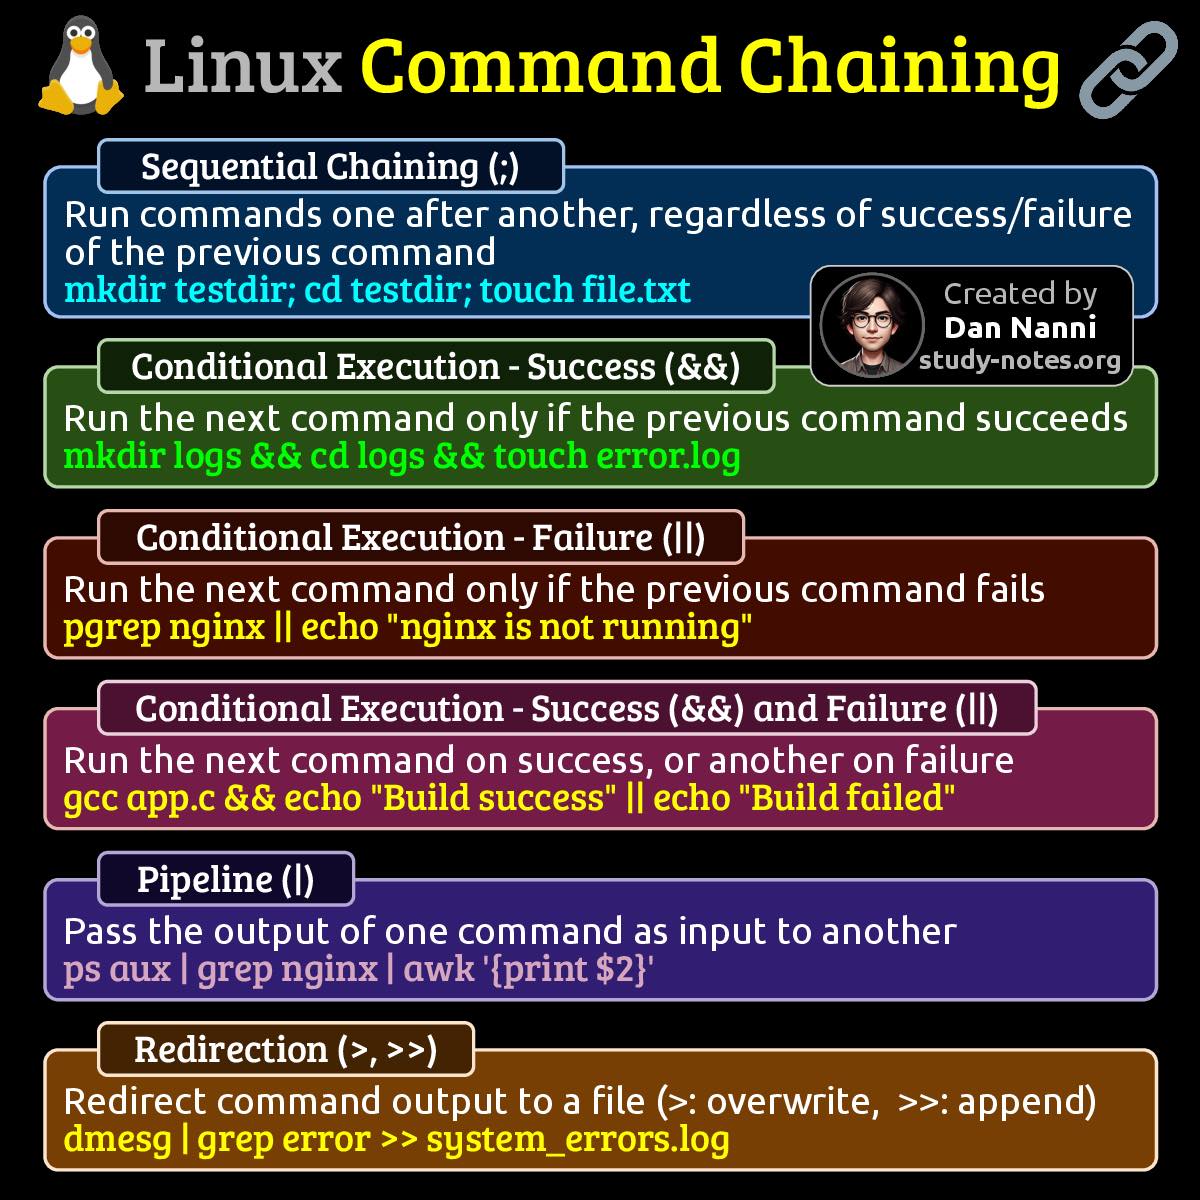 Linux Command Chaining
Sequential Chaining (;)
Run commands one after another, regardless of success/failure
of the previous command
mkdir testdir; cd testdir; touch file.txt
Created by
Dan Nanni
study-notes.org
Conditional Execution - Success (&&)
Run the next command only if the previous command succeeds
mkdir logs && cd logs && touch error.log
Conditional Execution - Failure (||)
Run the next command only if the previous command fails
pgrep nginx || echo "nginx is not running"
Conditional Execution - Success (&&) and Failure (||)
Run the next command on success, or another on failure
gcc app.c && echo "Build success" || echo "Build failed"
Pipeline (|)
Pass the output of one command as input to another
ps aux | grep nginx | awk '{print $2}'
Redirection (>, >>)
Redirect command output to a file (>: overwrite,  >>: append)
dmesg | grep error >> system_errors.log